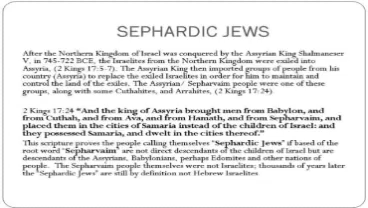 SEPHARDIC JEWS
After the Northern Kingdom of Israel was conquered by the Assyrian King Shalmaneser
V, in 745-722 BCE, the Israelites from the Northern Kingdom were exiled into
Assyria, (2 Kings 17:5-7). The Assyrian King then imported groups of people from his
country (Assyria) to replace the exiled Israelites in order for him to maintain and
control the land of the exiles. The Assyrian/ Sepharvaim people were one of these
groups, along with some Cuthahites, and Arrahites, (2 Kings 17:24).
2 Kings 17:24 “And the king of Assyria brought men from Babylon, and
from Cuthah, and from Ava, and from Hamath, and from Sepharvaim, and
placed them in the cities of Samaria instead of the children of Israel: and
they possessed Samaria, and dwelt in the cities thereof.”
This scripture proves the people calling themselves “Sephardic Jews” if based of the
root word “Sepharvaim” are not direct descendants of the children of Israel but are
descendants of the Assyrians, Babylonians, perhaps Edomites and other nations of
people. The Sepharvaim people themselves were not Israelites; thousands of years later
the “Sephardic Jews” are still by definition not Hebrew Israelites